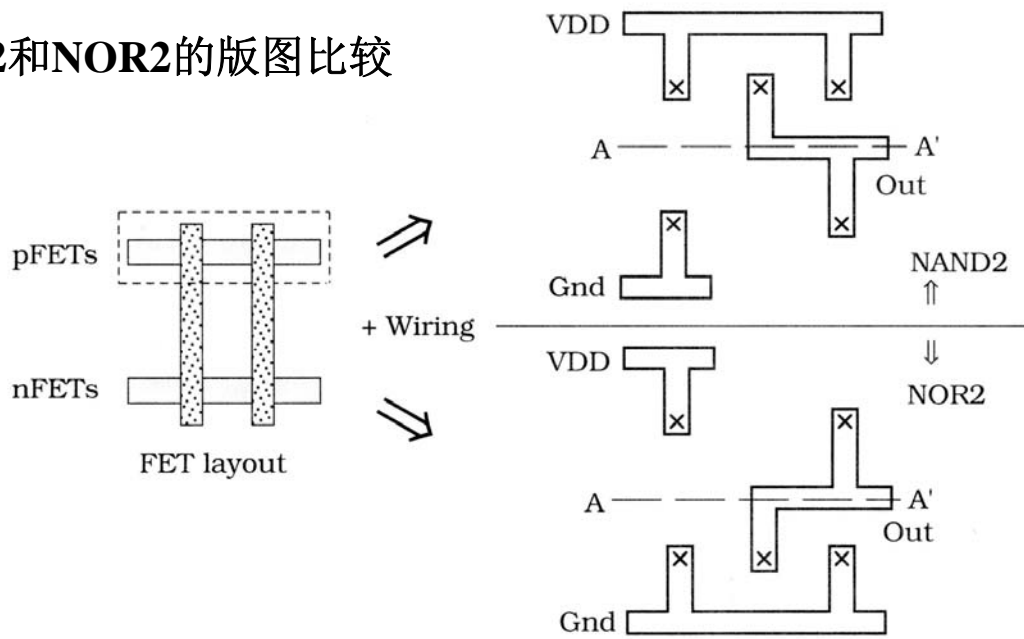 2和NOR2的版图比较
VDD
A A'
Out
pFETs
NAND2
Gnd
+ Wiring
VDD
nFETs
NOR2
FET layout
A A'
Out
Gnd